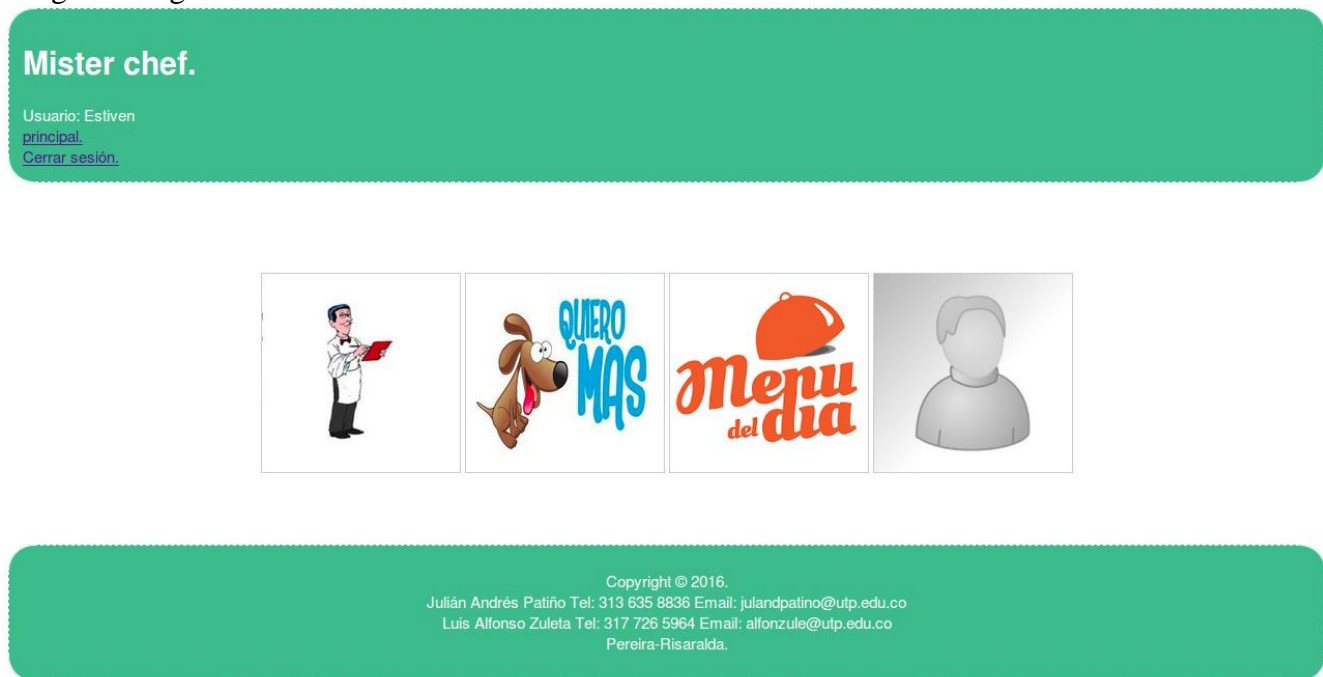 Mister chef.
Usuario: Estiven
principal.
Cerrar sesión.
QUIERO
MAS
Menu
del dia
Copyright © 2016.
Julián Andrés Patiño Tel: 313 635 8836 Email: julandpatino@utp.edu.co
Luis Alfonso Zuleta Tel: 317 726 5964 Email: alfonzule@utp.edu.co
Pereira-Risaralda.